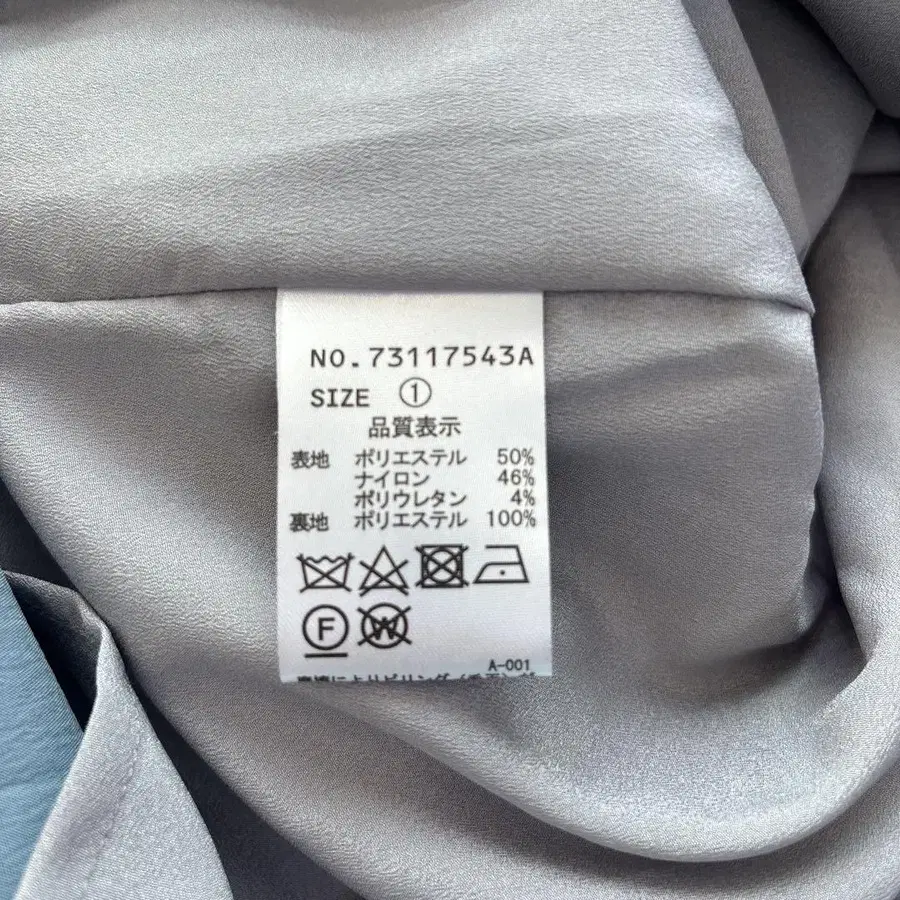 NO.73117543A
SIZE ①
品質表示
表地 ポリエステル 50%
ナイロン 46%
ポリウレタン 4%
裏地 ポリエステル 100%
F W
A-001